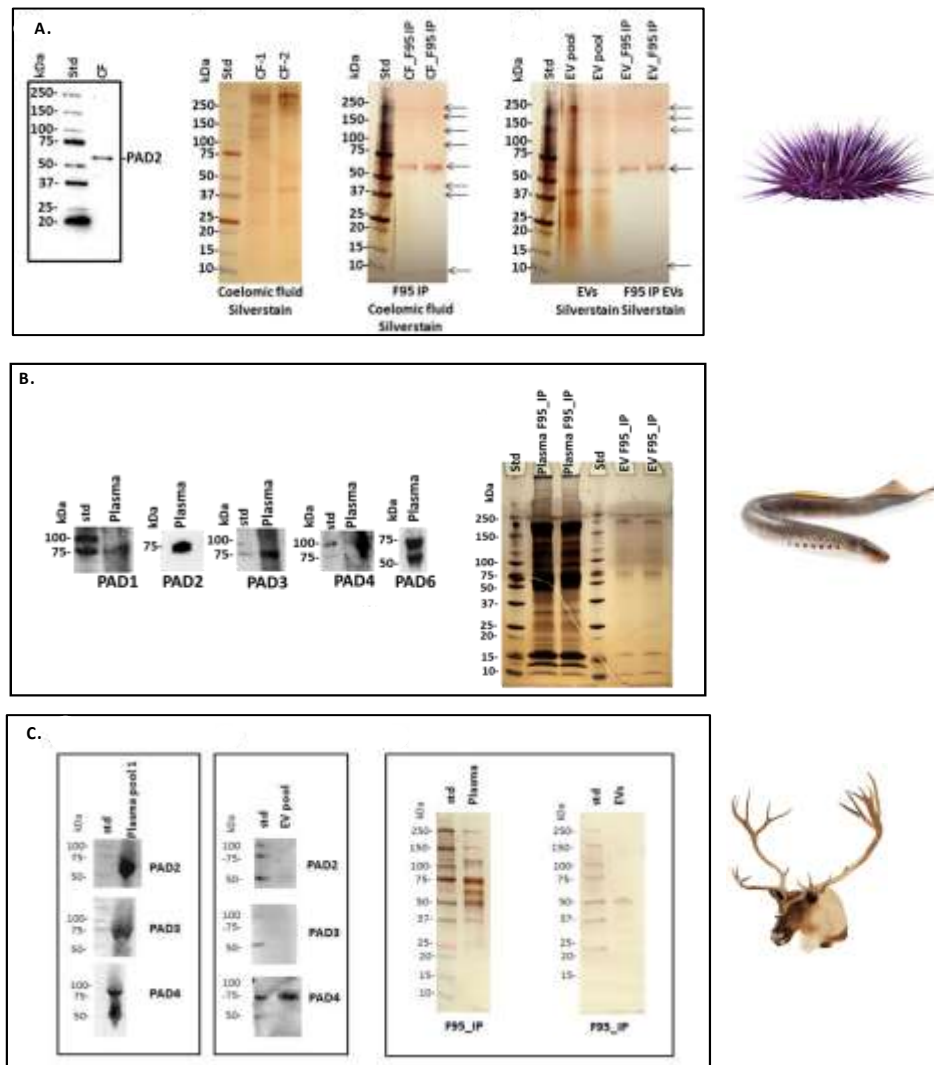 A.
kDa
Std
CF
250-
150-
100-
75-
50-
37-
25-
20-
-PAD2
kDa
Std
CF-1
CF-2
250-
150-
100-
75-
50-
37-
25-
20-
15-
10-
Coelomic fluid
Silverstain
kDa
Std
CF_F95 IP
CF_F95 IP
250-
150-
100-
75-
50-
37-
25-
20-
15-
10-
F95 IP
Coelomic fluid
Silverstain
kDa
Std
EV pool
EV pool
EV_F95 IP
EV_F95 IP
250-
150-
100-
75-
50-
37-
25-
20-
15-
10-
EVs F95 IP EVs
Silverstain Silverstain
B.
kDa
std
Plasma
100-
75-
PAD1
kDa
Plasma
75-
PAD2
kDa
std
Plasma
100-
75-
PAD3
kDa
std
Plasma
100-
75-
PAD4
kDa
Plasma
75-
50-
PAD6
kDa
Std
Plasma F95_IP
Plasma F95_IP
Std
EV F95_IP
EV F95_IP
250-
150-
100-
75-
50-
37-
25-
20-
15-
10-
C.
kDa
std
Plasma pool 1
100-
-75-
50-
PAD2
100-
75-
50-
PAD3
100-
-75-
50-
PAD4
kDa
std
EV pool
100-
-75-
50-
PAD2
100-
75-
50-
PAD3
100-
-75-
50-
PAD4
kDa
std
Plasma
250-
150-
100-
75-
50-
37-
25-
20-
15-
10-
F95_IP
kDa
std
EVs
250-
150-
100-
75-
50-
37-
25-
20-
15-
10-
F95_IP